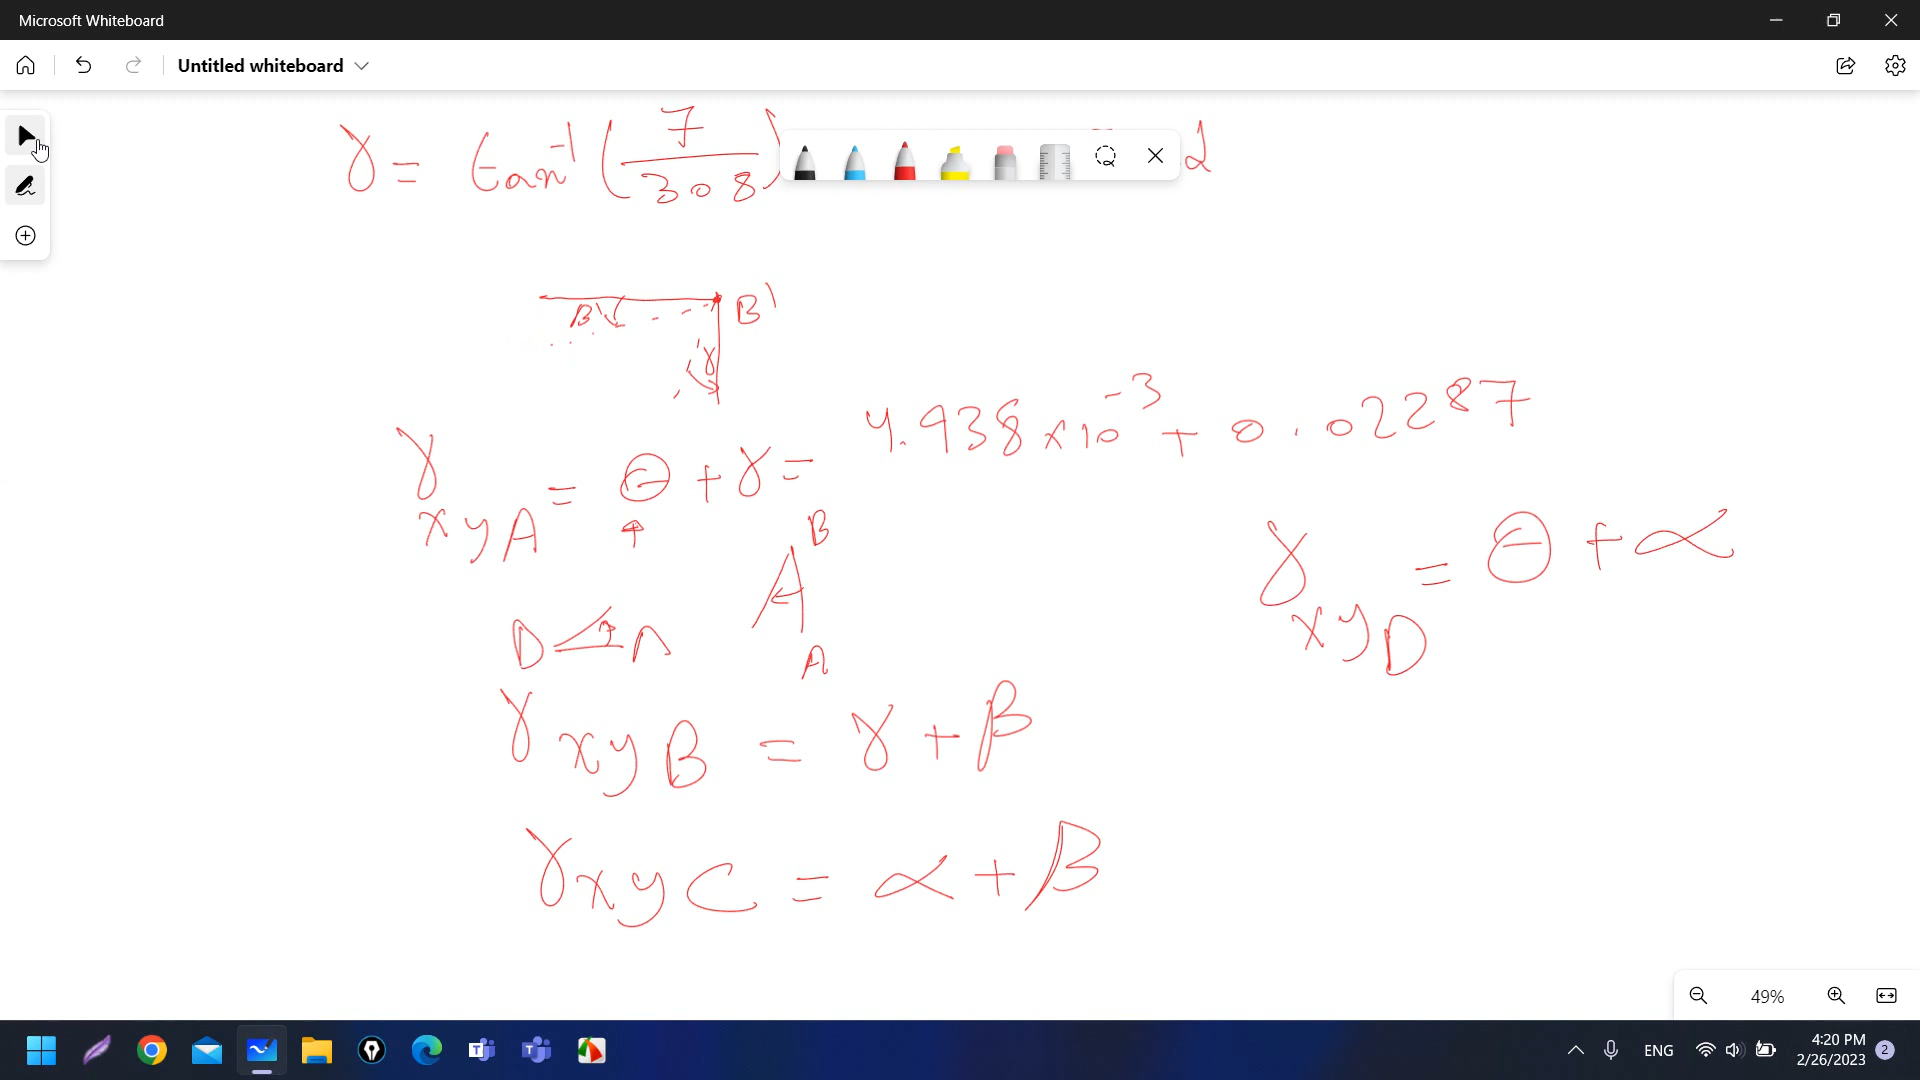 Microsoft Whiteboard
Untitled whiteboard
γ = tan⁻¹ (7/308)
B'
B'
γ
4.938 × 10⁻³ + 0.02287
γxyA = θ + γ =
B
A
D A
γxyD = θ + α
γxyB = γ + β
γxyC = α + β
49%
ENG
4:20 PM
2/26/2023
2